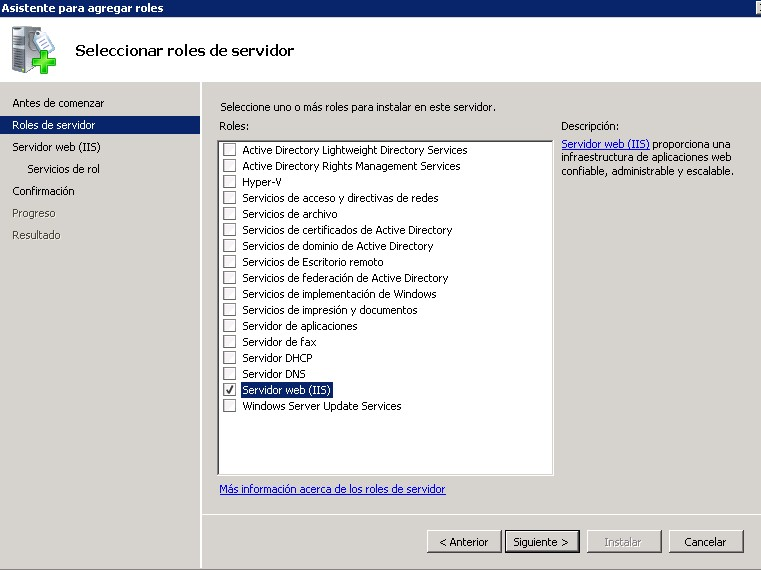 Asistente para agregar roles
Seleccionar roles de servidor
Antes de comenzar
Roles de servidor
Servidor web (IIS)
Servicios de rol
Confirmación
Progreso
Resultado
Seleccione uno o más roles para instalar en este servidor.
Roles:
Active Directory Lightweight Directory Services
Active Directory Rights Management Services
Hyper-V
Servicios de acceso y directivas de redes
Servicios de archivo
Servicios de certificados de Active Directory
Servicios de dominio de Active Directory
Servicios de Escritorio remoto
Servicios de federación de Active Directory
Servicios de implementación de Windows
Servicios de impresión y documentos
Servidor de aplicaciones
Servidor de fax
Servidor DHCP
Servidor DNS
Servidor web (IIS)
Windows Server Update Services
Más información acerca de los roles de servidor
Descripción:
Servidor web (IIS) proporciona una
infraestructura de aplicaciones web
confiable, administrable y escalable.
< Anterior
Siguiente >
Instalar
Cancelar